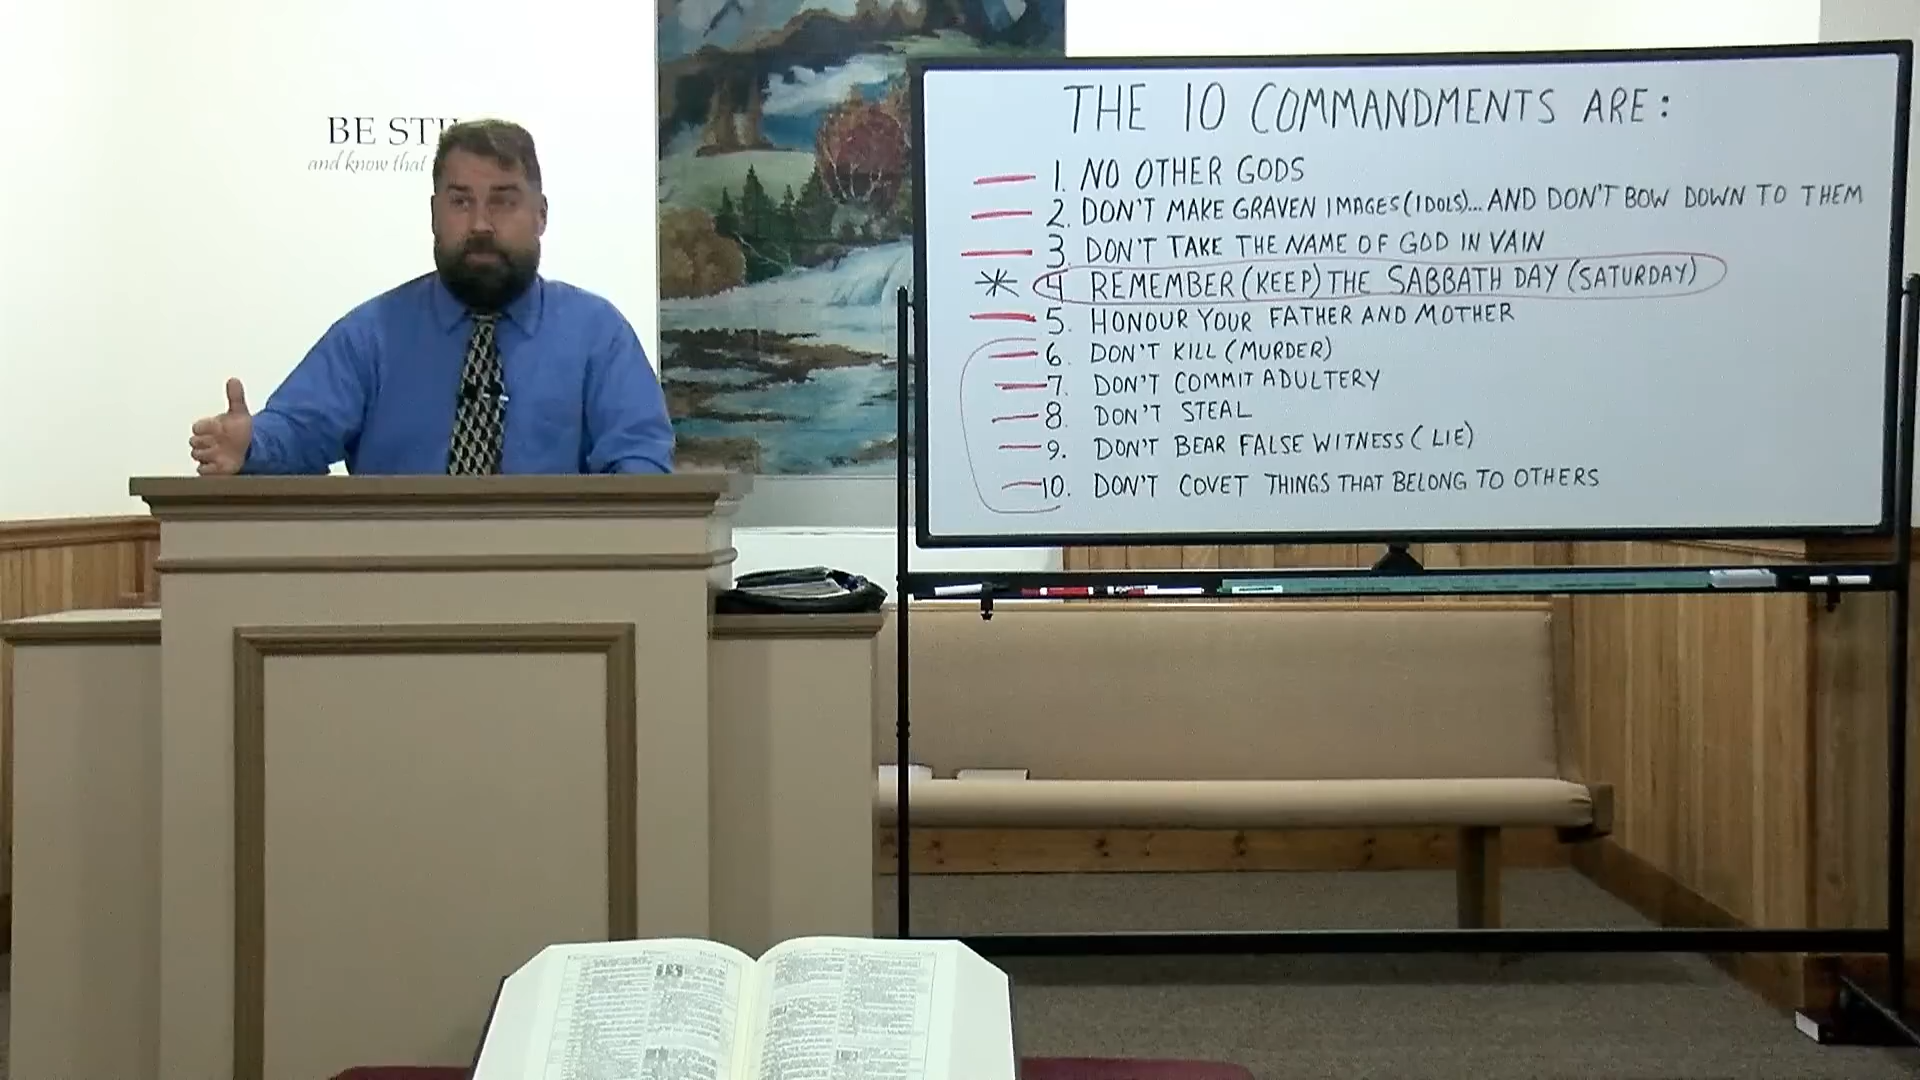 BE STI
and know that
THE 10 COMMANDMENTS ARE:
1. NO OTHER GODS
2. DON'T MAKE GRAVEN IMAGES (IDOLS)... AND DON'T BOW DOWN TO THEM
3. DON'T TAKE THE NAME OF GOD IN VAIN
4 REMEMBER (KEEP) THE SABBATH DAY (SATURDAY)
5. HONOUR YOUR FATHER AND MOTHER
6. DON'T KILL (MURDER)
7. DON'T COMMIT ADULTERY
8. DON'T STEAL
9. DON'T BEAR FALSE WITNESS (LIE)
10. DON'T COVET THINGS THAT BELONG TO OTHERS